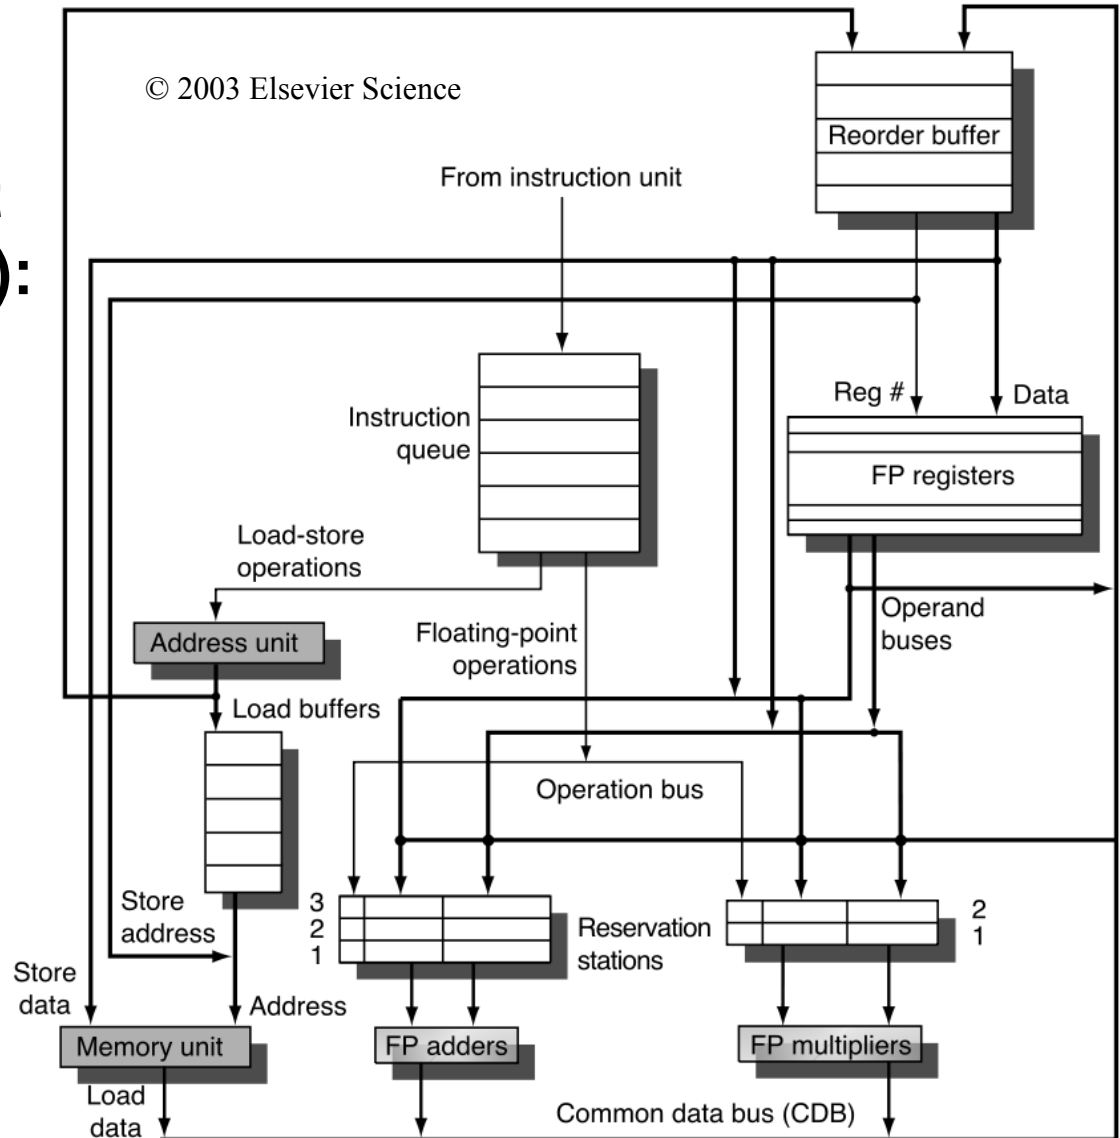 © 2003 Elsevier Science
Reorder buffer
From instruction unit
):
Reg #
Data
Instruction
queue
FP registers
Load-store
operations
Operand
buses
Address unit
Floating-point
operations
Load buffers
Operation bus
Store
address
3
2
1
Reservation
stations
2
1
Store
data
Address
Memory unit
FP adders
FP multipliers
Load
data
Common data bus (CDB)